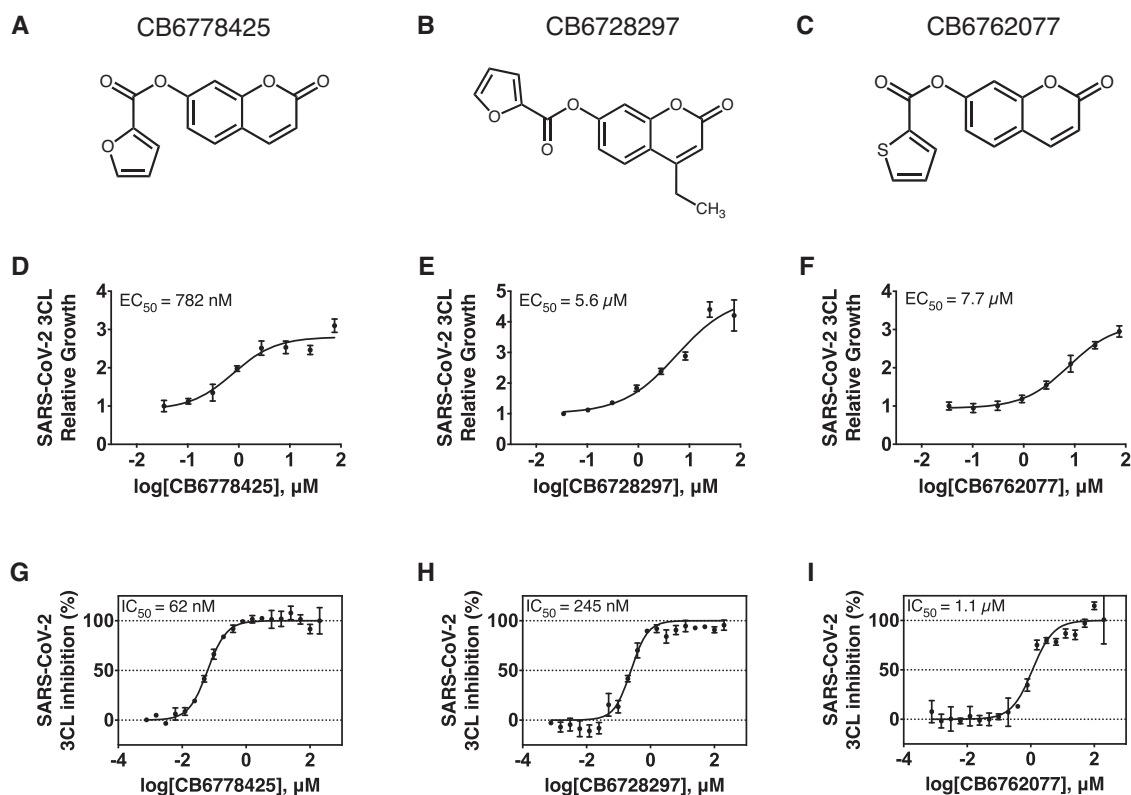 A CB6778425
B CB6728297
C CB6762077
O
O
O
O
O
O
O
O
O
O
CH3
O
O
O
O
S
D
SARS-CoV-2 3CL
Relative Growth
EC50 = 782 nM
4
3
2
1
0
-2 -1 0 1 2
log[CB6778425], µM
E
SARS-CoV-2 3CL
Relative Growth
EC50 = 5.6 µM
5
4
3
2
1
0
-2 -1 0 1 2
log[CB6728297], µM
F
SARS-CoV-2 3CL
Relative Growth
EC50 = 7.7 µM
4
3
2
1
0
-2 -1 0 1 2
log[CB6762077], µM
G
SARS-CoV-2
3CL inhibition (%)
IC50 = 62 nM
100
50
0
-4 -2 0 2
log[CB6778425], µM
H
SARS-CoV-2
3CL inhibition (%)
IC50 = 245 nM
100
50
0
-4 -2 0 2
log[CB6728297], µM
I
SARS-CoV-2
3CL inhibition (%)
IC50 = 1.1 µM
100
50
0
-4 -2 0 2
log[CB6762077], µM